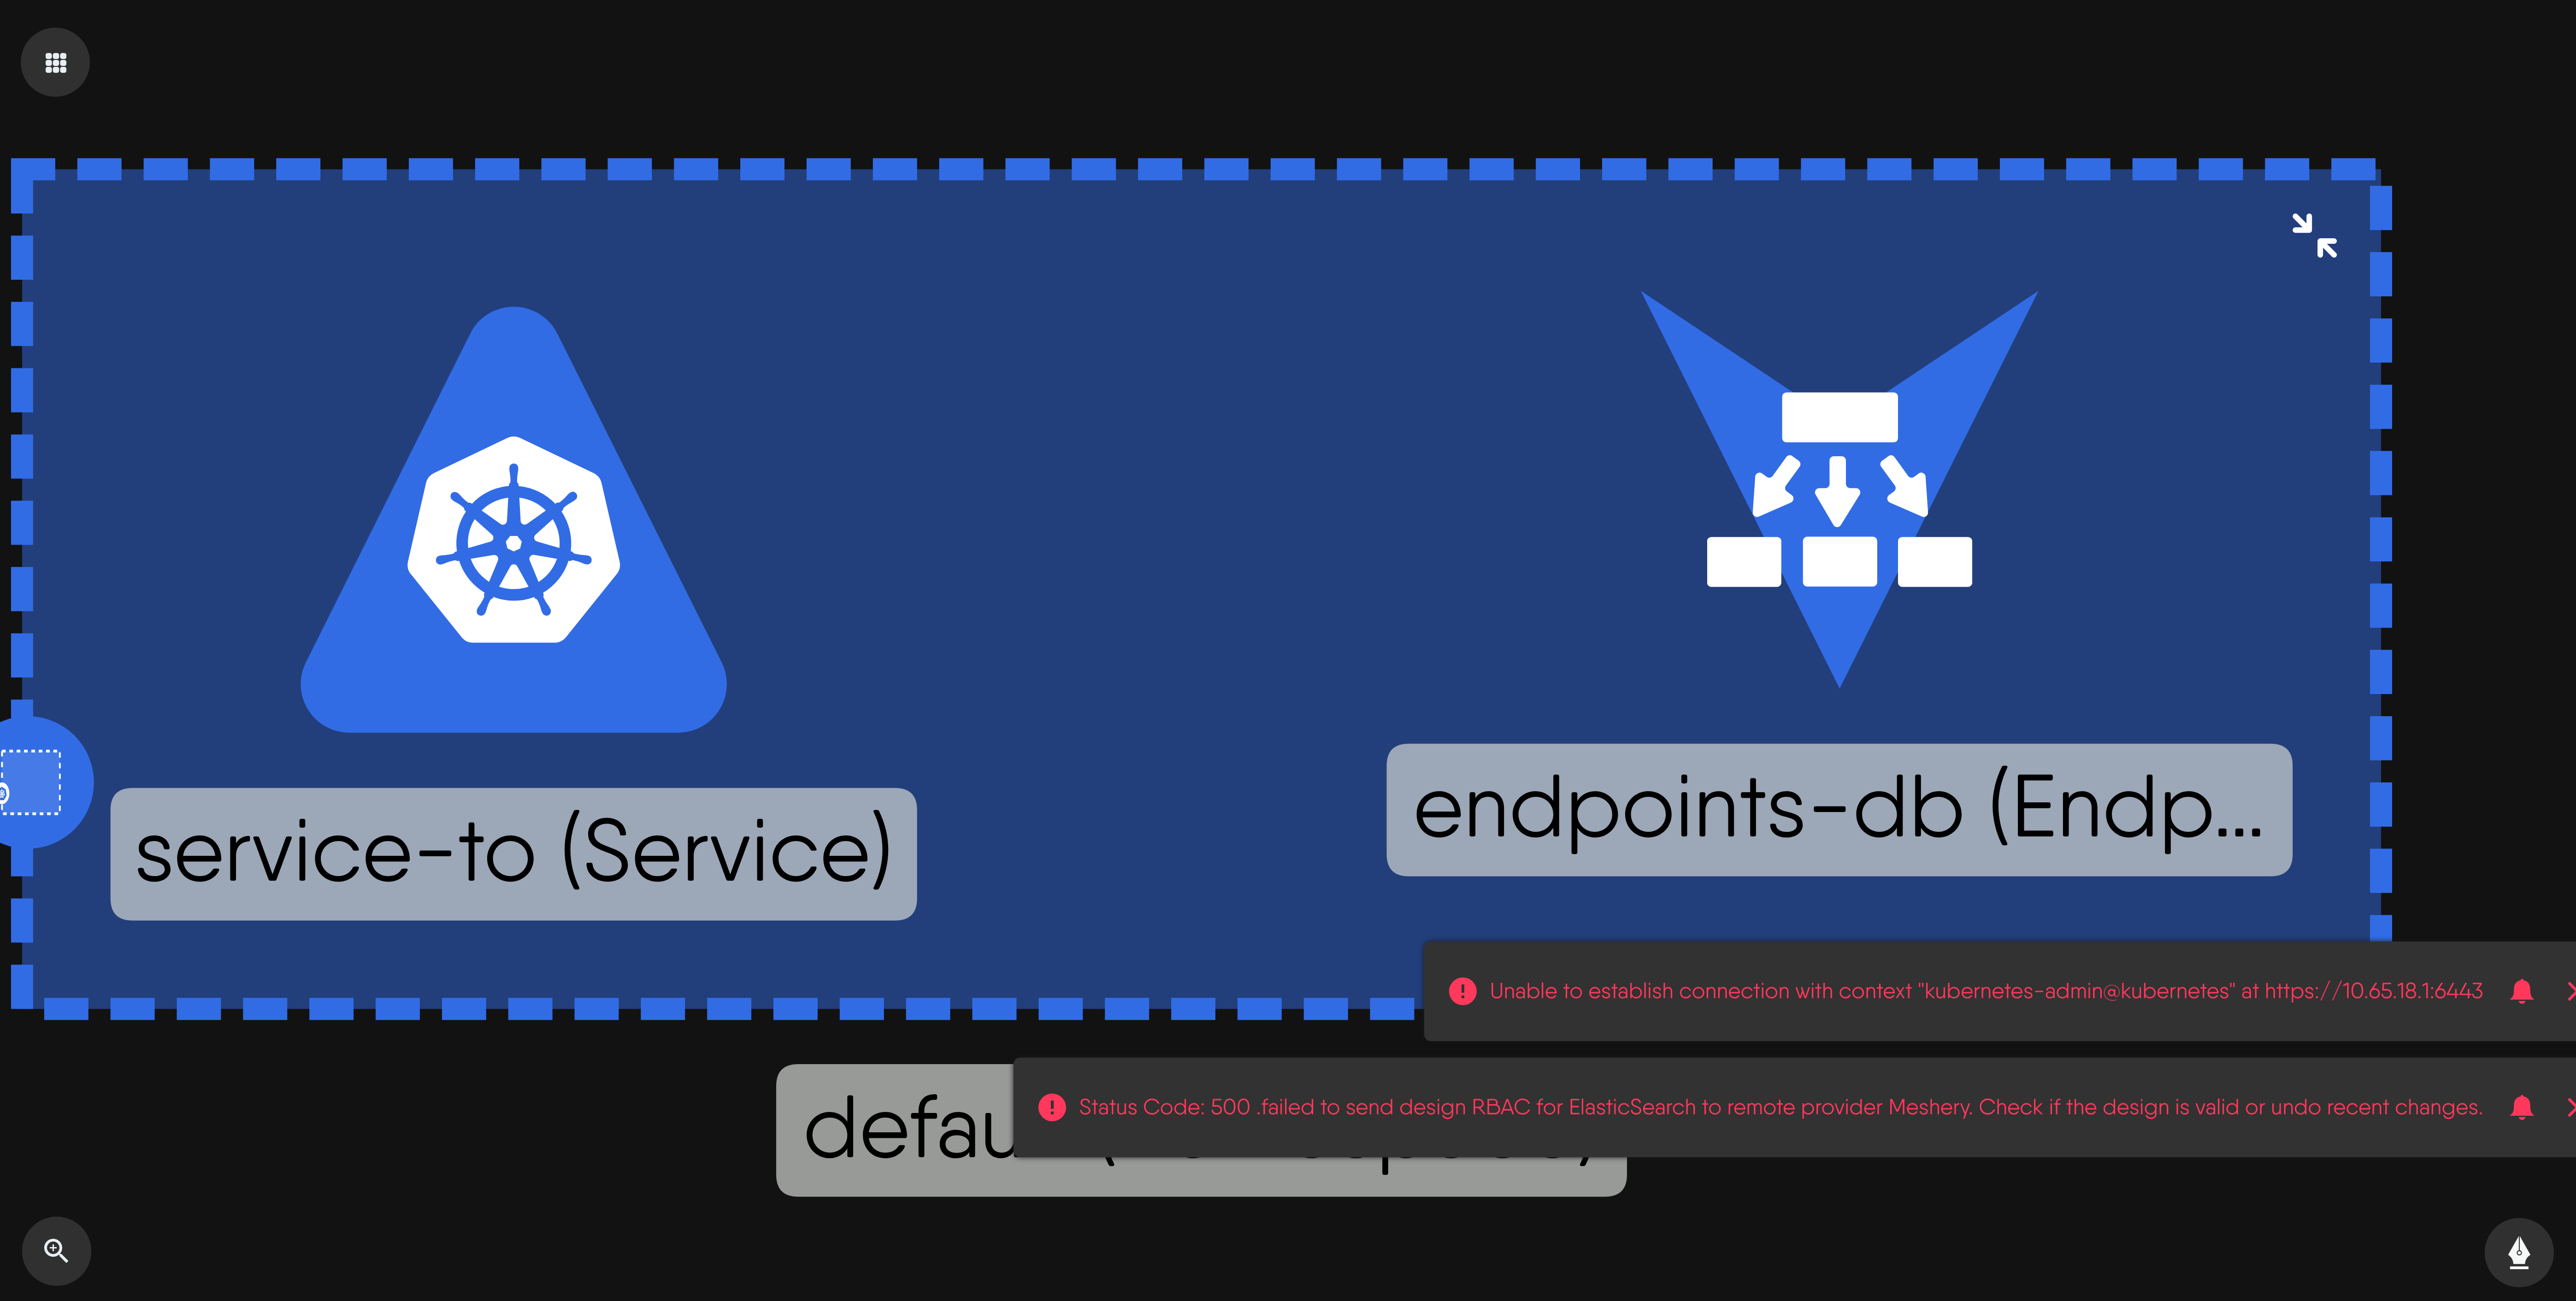 service-to (Service)
endpoints-db (Endp...
Unable to establish connection with context "kubernetes-admin@kubernetes" at https://10.65.18.1:6443
Status Code: 500 .failed to send design RBAC for ElasticSearch to remote provider Meshery. Check if the design is valid or undo recent changes.